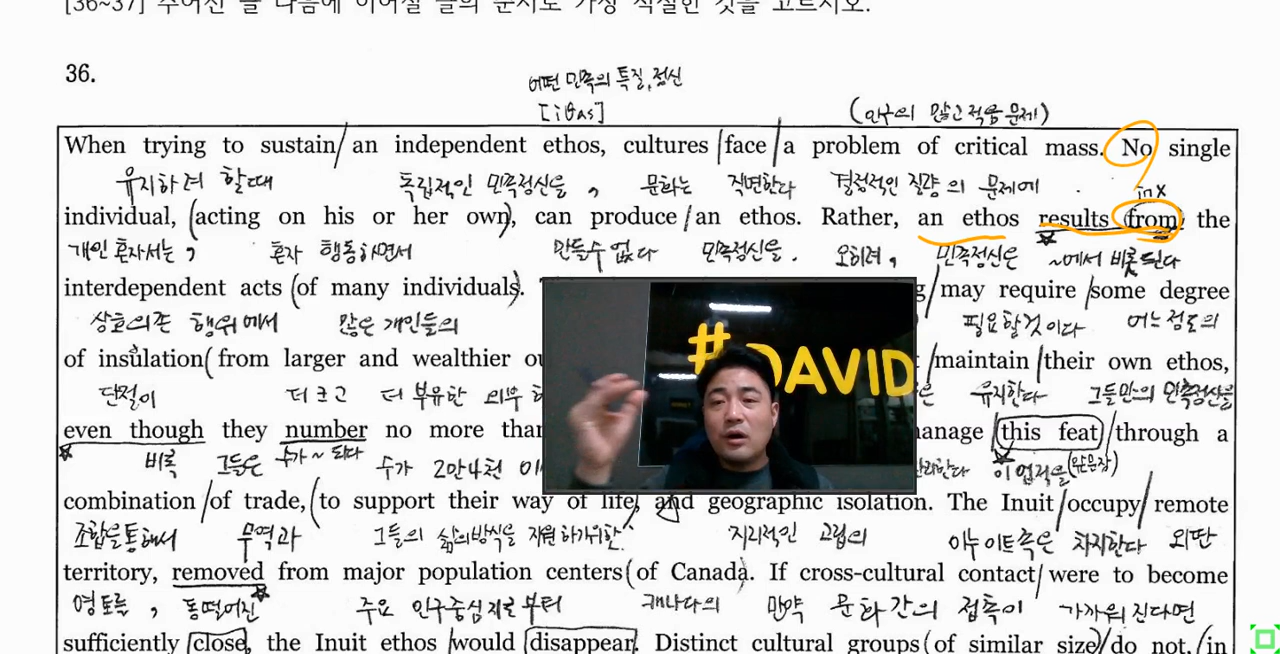 [36~37] 주어진 글 다음에 이어질 글의 순서로 가장 적절한 것을 고르시오.
36.
어떤 민족의 특질, 정신
[iθas]
(인구의 많고 적음 문제)
When trying to sustain/ an independent ethos, cultures /face /a problem of critical mass. No single
유지하려 할때 독립적인 민족정신을, 문화는 직면한다 결정적인 질량의 문제에.
in X
individual, (acting on his or her own), can produce /an ethos. Rather, an ethos results (from) the
개인 혼자서는, 혼자 행동하면서 만들수 없다 민족정신을. 오히려, 민족정신은 ~에서 비롯된다
interdependent acts (of many individuals). /may require /some degree
상호의존 행위에서 많은 개인들의 필요할것이다 어느정도의
of insulation( from larger and wealthier ou /maintain /their own ethos,
단절이 더 크고 더 부유한 외부 유지한다 그들만의 민족정신을
even though they number no more than anage this feat /through a
비록 그들은 수가~되다 수가 2만4천 이 업적을(앞문장)
combination /of trade, (to support their way of life, and geographic isolation. The Inuit /occupy/ remote
조합을통해서 무역과 그들의 삶의방식을 지원하기위한 지리적인 고립의 이누이트족은 차지한다 외딴
territory, removed from major population centers (of Canada). If cross-cultural contact/ were to become
영토를, 동떨어진 주요 인구중심지로부터 캐나다의 만약 문화간의 접촉이 가까워진다면
sufficiently close, the Inuit ethos /would disappear. Distinct cultural groups (of similar size)/ do not, (in
#DAVID